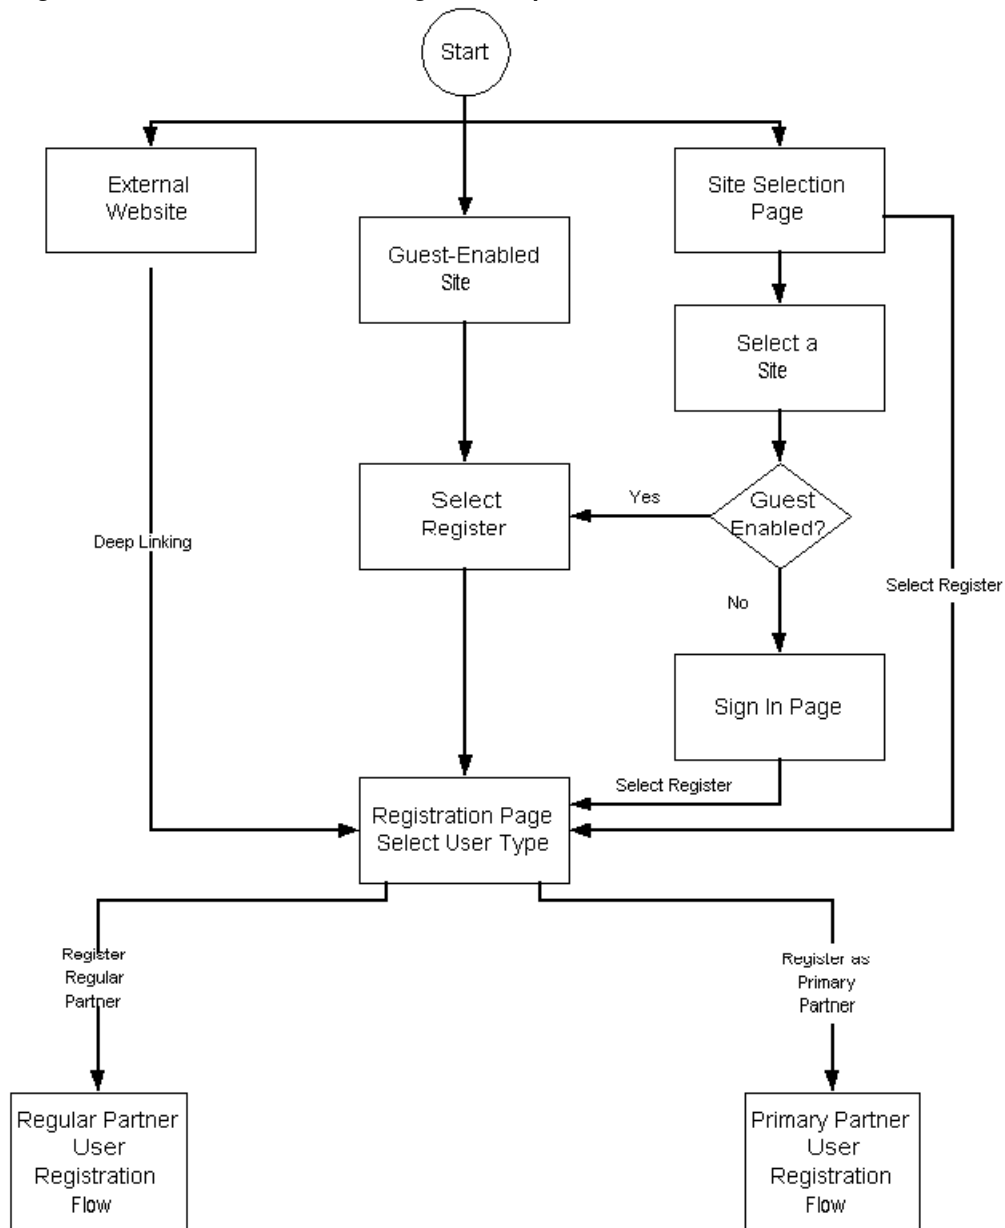 Start
External
Website
Site Selection
Page
Guest-Enabled
Site
Select a
Site
Select
Register
Yes
Guest
Enabled?
Deep Linking
Select Register
No
Sign In Page
Select Register
Registration Page
Select User Type
Register
Regular
Partner
Register as
Primary
Partner
Regular Partner
User
Registration
Flow
Primary Partner
User
Registration
Flow